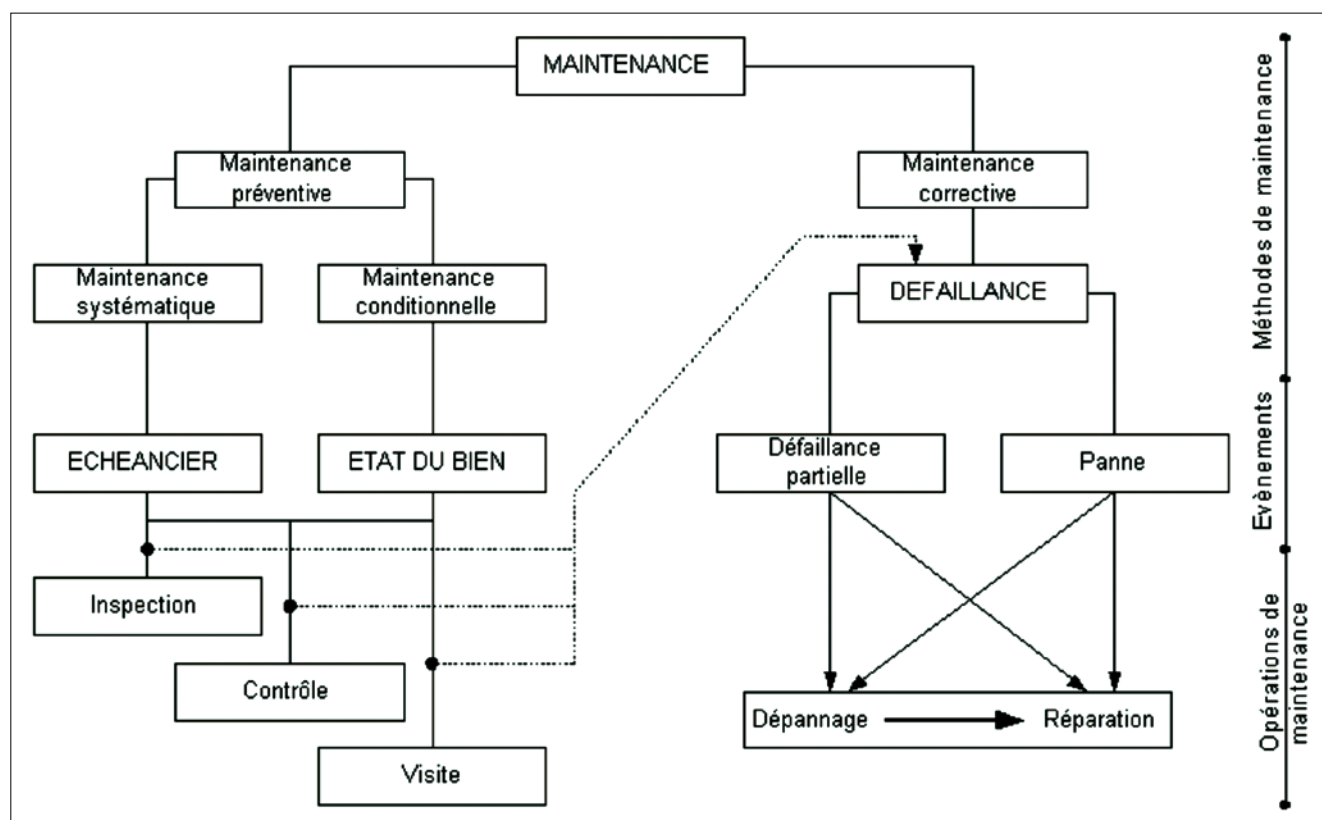 MAINTENANCE
Maintenance
préventive
Maintenance
corrective
Maintenance
systématique
Maintenance
conditionnelle
DEFAILLANCE
ECHEANCIER
ETAT DU BIEN
Défaillance
partielle
Panne
Inspection
Contrôle
Visite
Dépannage
Réparation
Méthodes de maintenance
Evènements
Opérations de
maintenance